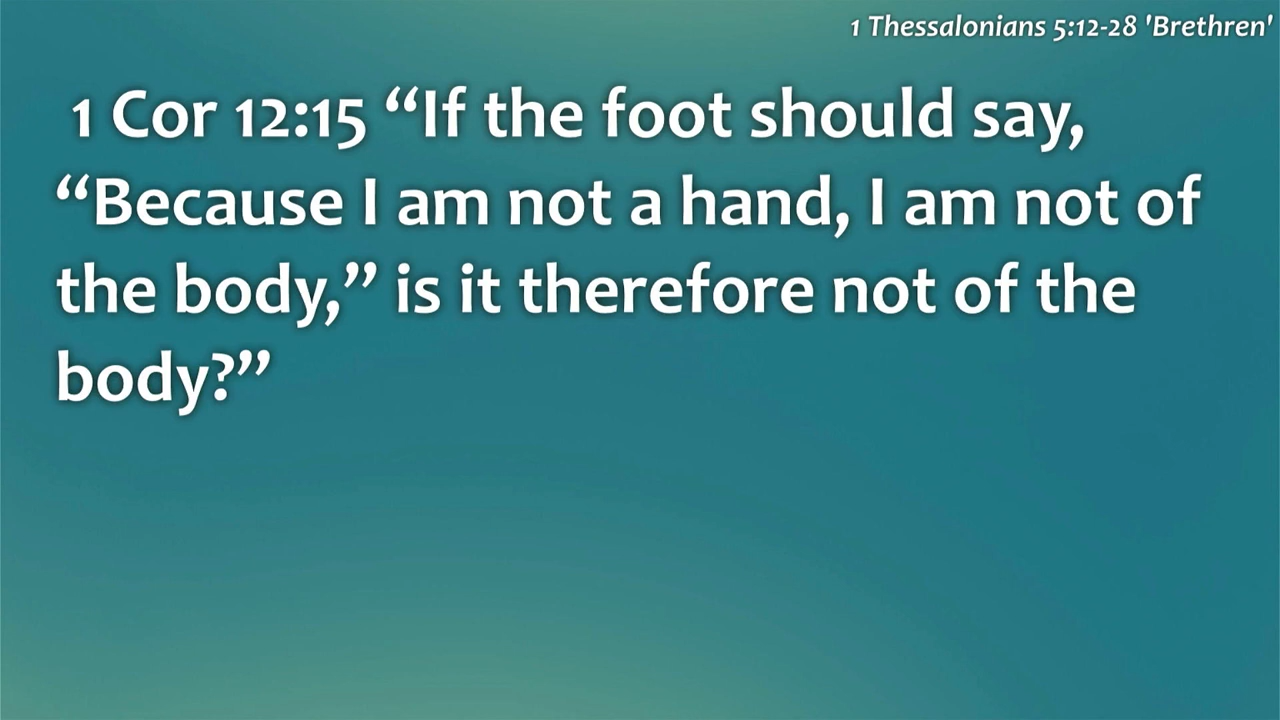 1 Thessalonians 5:12-28 'Brethren'
1 Cor 12:15 “If the foot should say,
“Because I am not a hand, I am not of
the body,” is it therefore not of the
body?”